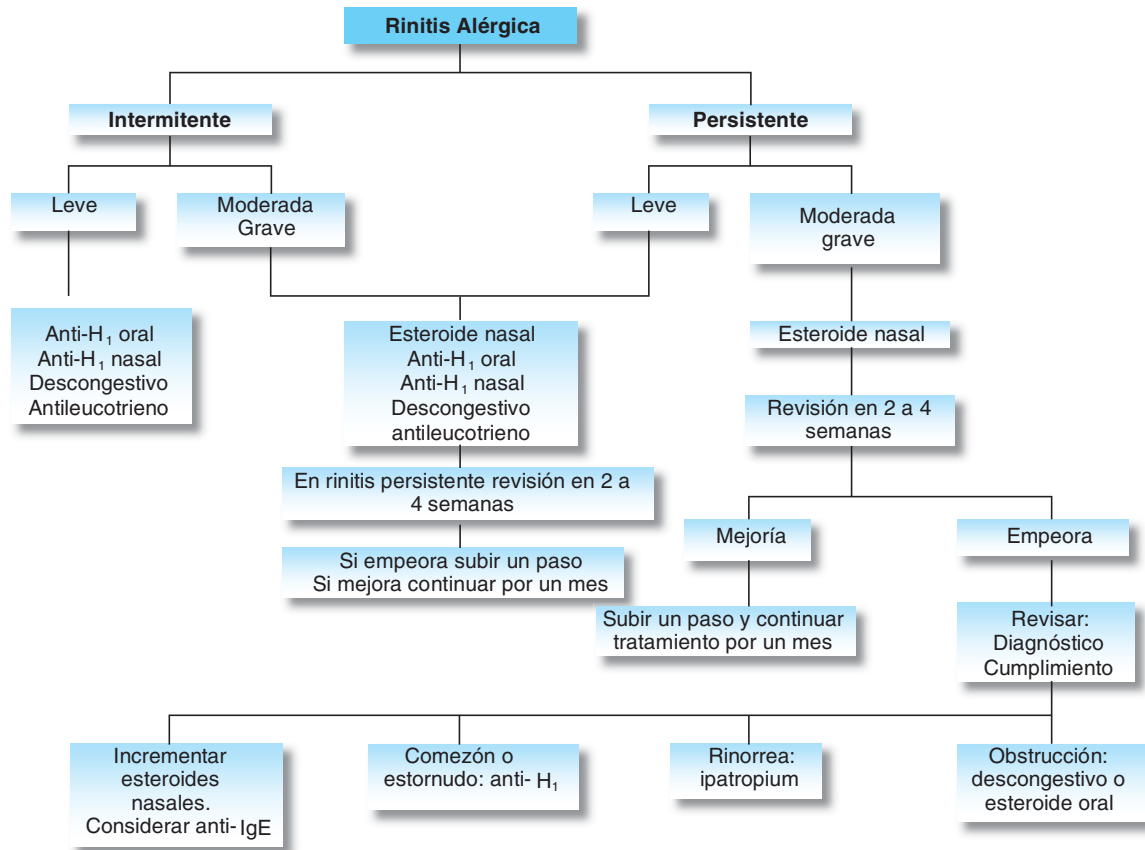 Rinitis Alérgica
Intermitente
Persistente
Leve
Moderada
Grave
Leve
Moderada
grave
Anti-H₁ oral
Anti-H₁ nasal
Descongestivo
Antileucotrieno
Esteroide nasal
Anti-H₁ oral
Anti-H₁ nasal
Descongestivo
antileucotrieno
Esteroide nasal
Revisión en 2 a 4
semanas
En rinitis persistente revisión en 2 a
4 semanas
Mejoría
Empeora
Si empeora subir un paso
Si mejora continuar por un mes
Subir un paso y continuar
tratamiento por un mes
Revisar:
Diagnóstico
Cumplimiento
Incrementar
esteroides
nasales.
Considerar anti-IgE
Comezón o
estornudo: anti- H₁
Rinorrea:
ipatropium
Obstrucción:
descongestivo o
esteroide oral